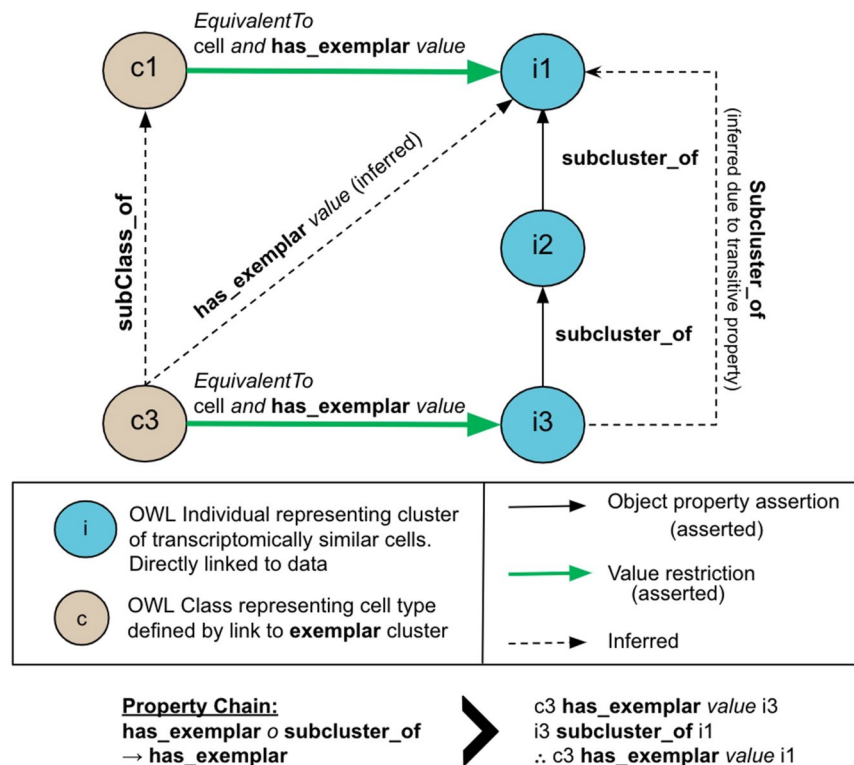 EquivalentTo
cell and has_exemplar value
c1
i1
subClass_of
has_exemplar value (inferred)
subcluster_of
i2
subcluster_of
Subcluster_of
(inferred due to transitive property)
EquivalentTo
cell and has_exemplar value
c3
i3
i
OWL Individual representing cluster
of transcriptomically similar cells.
Directly linked to data
c
OWL Class representing cell type
defined by link to exemplar cluster
Object property assertion
(asserted)
Value restriction
(asserted)
Inferred
Property Chain:
has_exemplar o subcluster_of
→ has_exemplar
c3 has_exemplar value i3
i3 subcluster_of i1
∴ c3 has_exemplar value i1